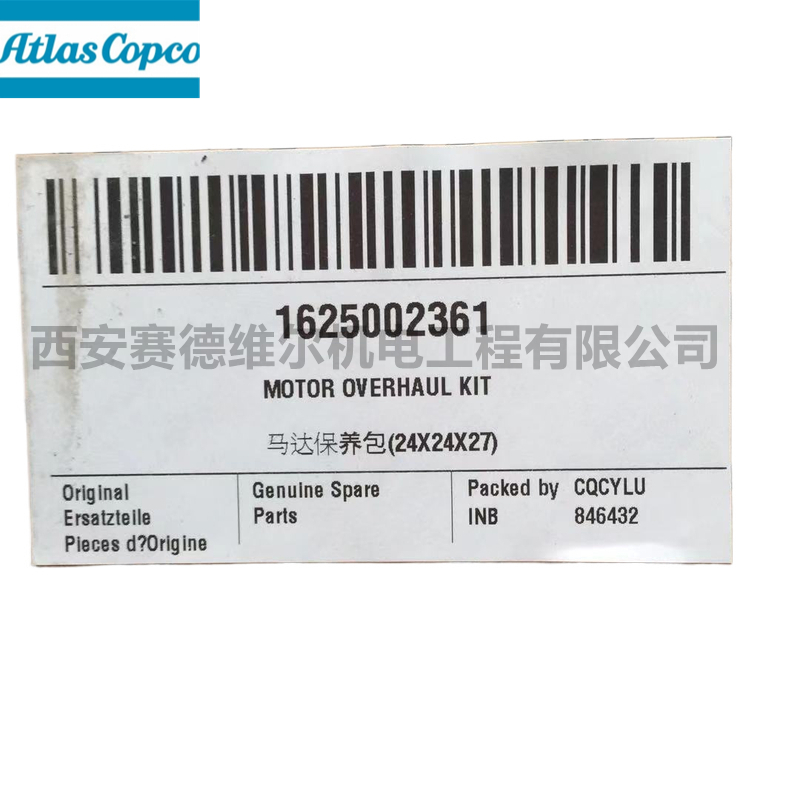 Atlas Copco
1625002361
西安赛德维尔机电工程有限公司
MOTOR OVERHAUL KIT
马达保养包(24X24X27)
Original
Ersatzteile
Pieces d?Origine
Genuine Spare
Parts
Packed by CQCYLU
INB 846432